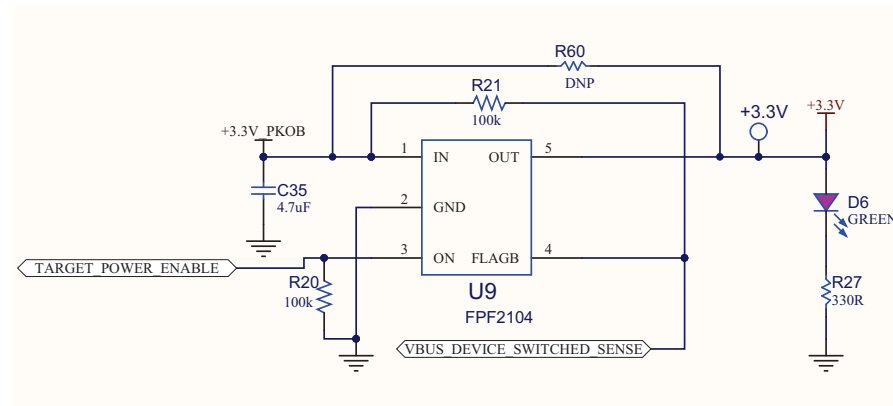 R60
DNP
R21
100k
+3.3V
+3.3V
+3.3V_PKOB
1
IN
OUT
5
C35
4.7uF
2
GND
D6
GREEN
3
ON
FLAGB
4
TARGET_POWER_ENABLE
R20
100k
U9
FPF2104
R27
330R
VBUS_DEVICE_SWITCHED_SENSE